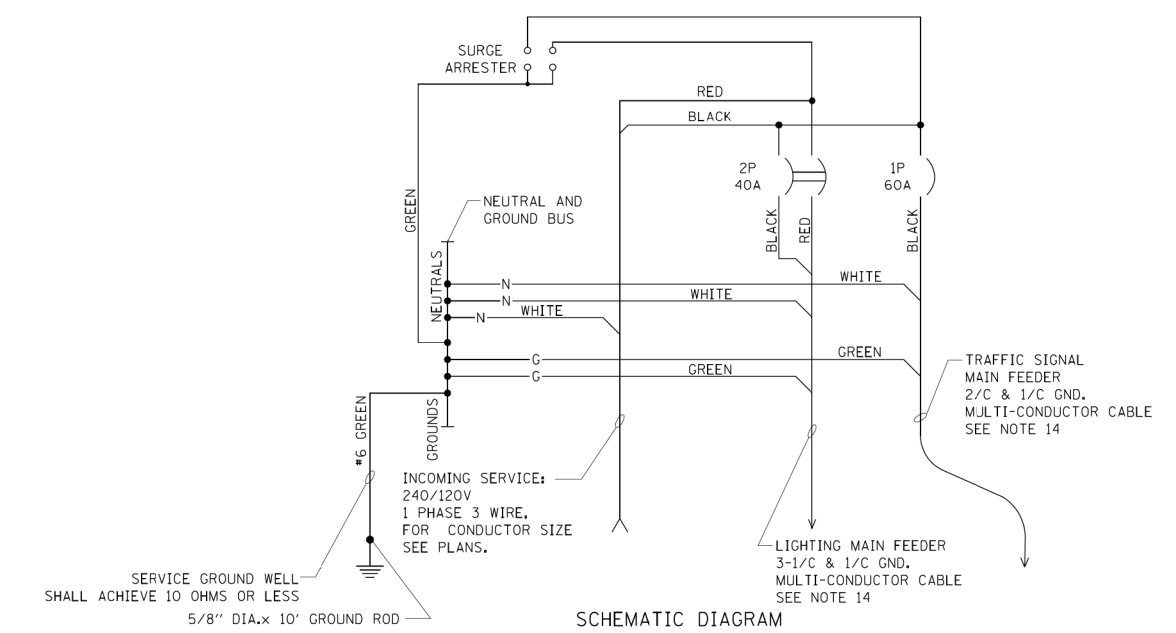 SURGE
ARRESTER
RED
BLACK
2P
40A
1P
60A
NEUTRAL AND
GROUND BUS
GREEN
BLACK
RED
BLACK
NEUTRALS
N
WHITE
N
WHITE
N
WHITE
G
GREEN
G
GREEN
GROUNDS
#6 GREEN
TRAFFIC SIGNAL
MAIN FEEDER
2/C & 1/C GND.
MULTI-CONDUCTOR CABLE
SEE NOTE 14
INCOMING SERVICE:
240/120V
1 PHASE 3 WIRE.
FOR CONDUCTOR SIZE
SEE PLANS.
LIGHTING MAIN FEEDER
3-1/C & 1/C GND.
MULTI-CONDUCTOR CABLE
SEE NOTE 14
SERVICE GROUND WELL
SHALL ACHIEVE 10 OHMS OR LESS
5/8" DIA.x 10' GROUND ROD
SCHEMATIC DIAGRAM